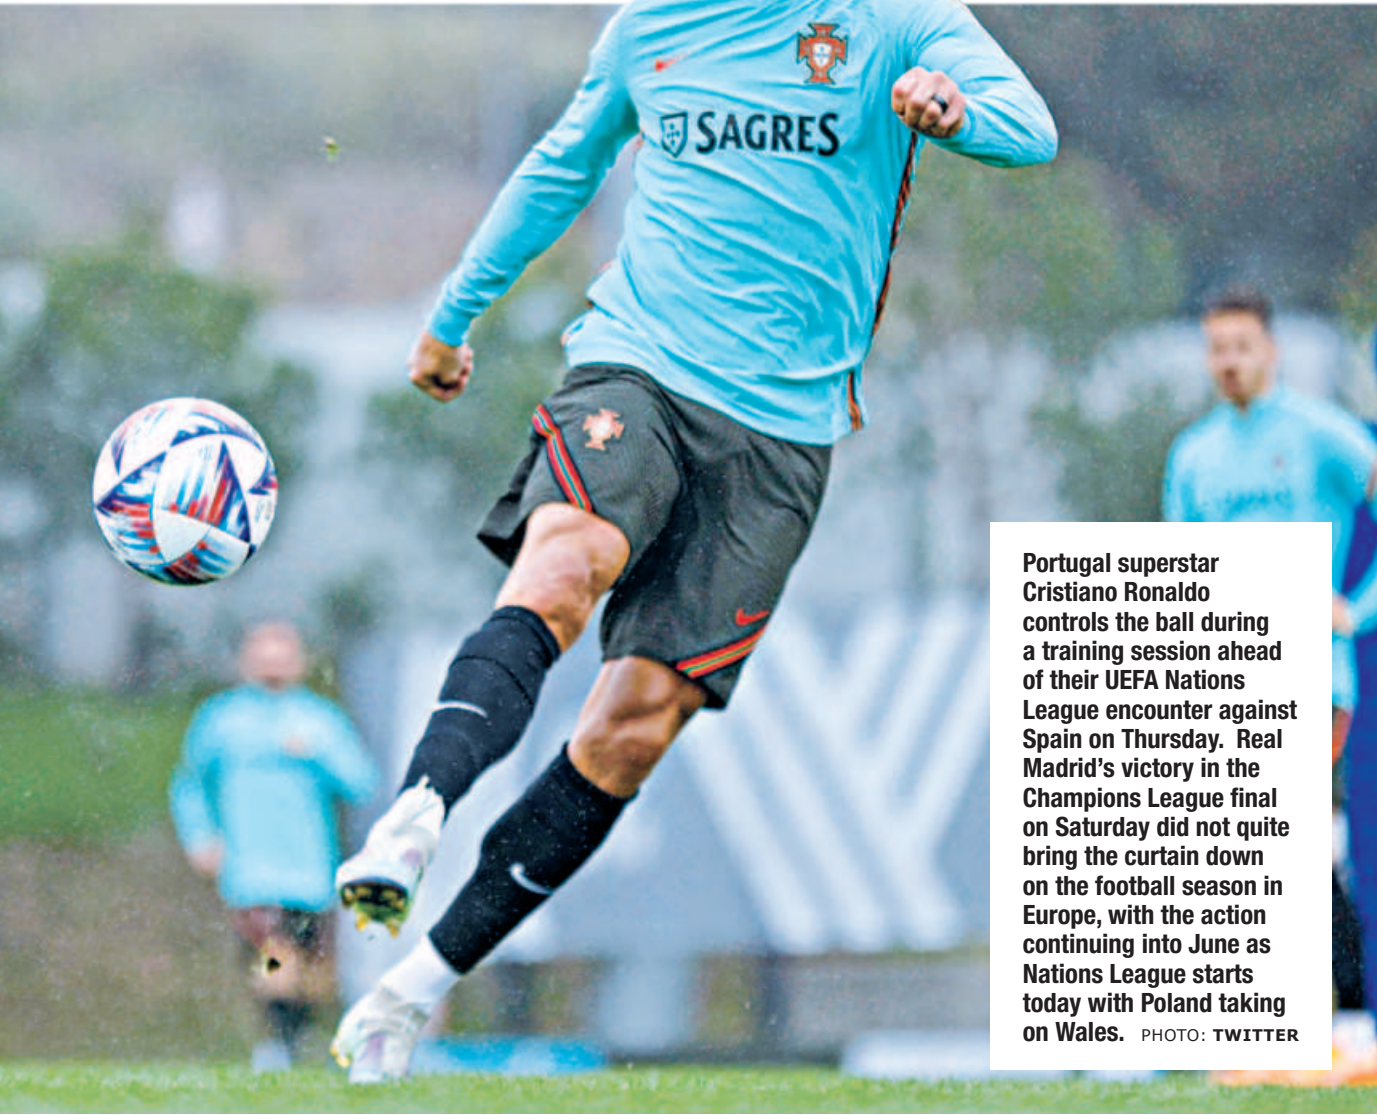 SAGRES
Portugal superstar
Cristiano Ronaldo
controls the ball during
a training session ahead
of their UEFA Nations
League encounter against
Spain on Thursday.  Real
Madrid’s victory in the
Champions League final
on Saturday did not quite
bring the curtain down
on the football season in
Europe, with the action
continuing into June as
Nations League starts
today with Poland taking
on Wales.  PHOTO: TWITTER